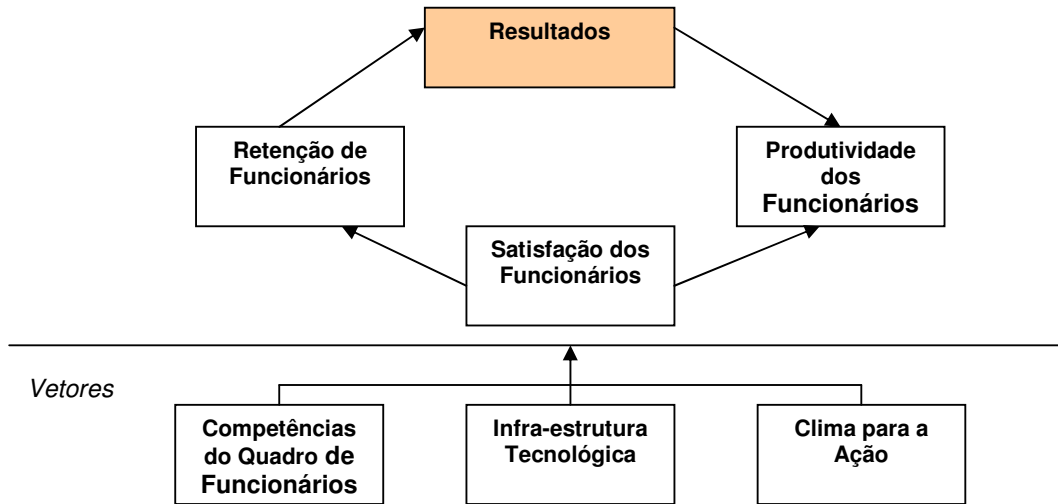 Resultados
Retenção de
Funcionários
Produtividade
dos
Funcionários
Satisfação dos
Funcionários
Vetores
Competências
do Quadro de
Funcionários
Infra-estrutura
Tecnológica
Clima para a
Ação